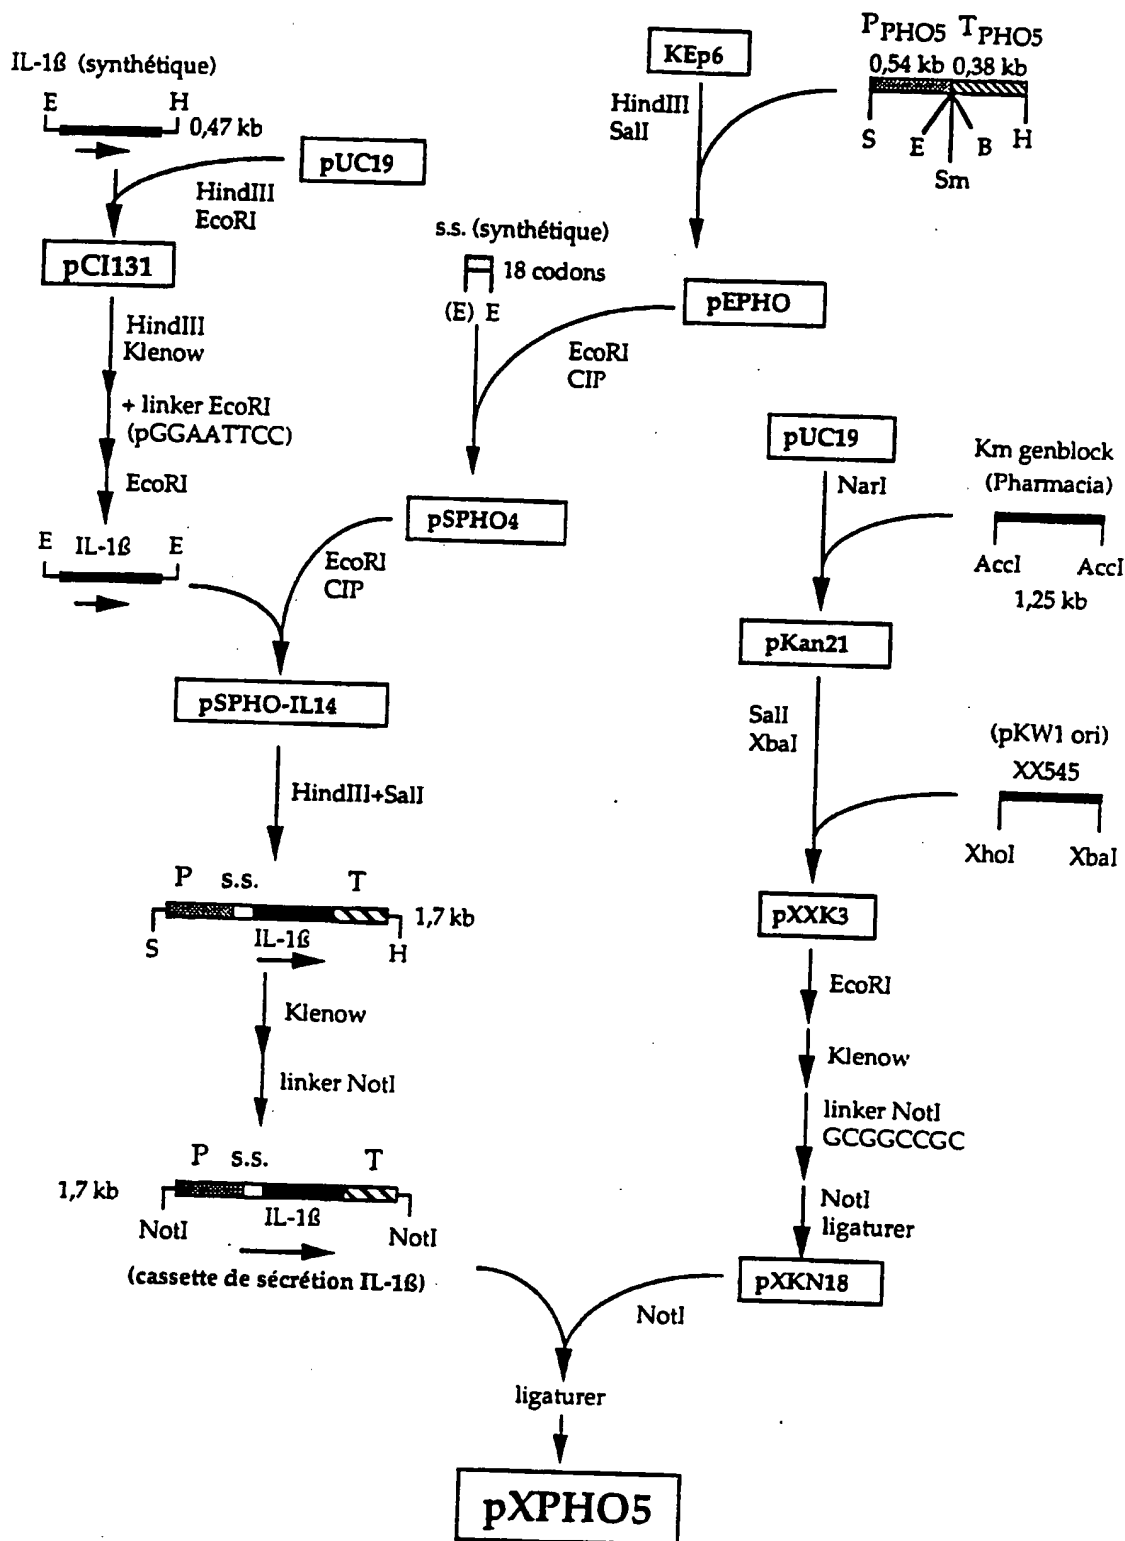 IL-1ß (synthétique)
E H
0,47 kb
pUC19
HindIII
EcoRI
pCI131
HindIII
Klenow
+ linker EcoRI
(pGGAATTCC)
EcoRI
E IL-1ß E
KEp6
HindIII
SalI
PPHO5 TPHO5
0,54 kb 0,38 kb
S E Sm B H
s.s. (synthétique)
18 codons
(E) E
pEPHO
EcoRI
CIP
pSPHO4
EcoRI
CIP
pSPHO-IL14
HindIII+SalI
P s.s. T
1,7 kb
S IL-1ß H
Klenow
linker NotI
P s.s. T
1,7 kb
NotI IL-1ß NotI
(cassette de sécrétion IL-1ß)
pUC19
NarI
Km genblock
(Pharmacia)
AccI AccI
1,25 kb
pKan21
SalI
XbaI
(pKW1 ori)
XX545
XhoI XbaI
pXXK3
EcoRI
Klenow
linker NotI
GCGGCCGC
NotI
ligaturer
pXKN18
NotI
ligaturer
pXPHO5